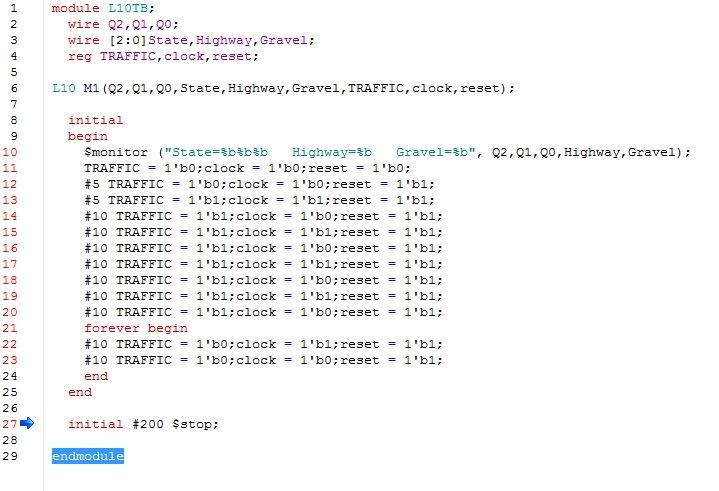 1 module L10TB;
2 wire Q2,Q1,Q0;
3 wire [2:0]State,Highway,Gravel;
4 reg TRAFFIC,clock,reset;
5
6 L10 M1(Q2,Q1,Q0,State,Highway,Gravel,TRAFFIC,clock,reset);
7
8 initial
9 begin
10 $monitor ("State=%b%b%b   Highway=%b   Gravel=%b", Q2,Q1,Q0,Highway,Gravel);
11 TRAFFIC = 1'b0;clock = 1'b0;reset = 1'b0;
12 #5 TRAFFIC = 1'b0;clock = 1'b0;reset = 1'b1;
13 #5 TRAFFIC = 1'b1;clock = 1'b1;reset = 1'b1;
14 #10 TRAFFIC = 1'b1;clock = 1'b0;reset = 1'b1;
15 #10 TRAFFIC = 1'b1;clock = 1'b1;reset = 1'b1;
16 #10 TRAFFIC = 1'b1;clock = 1'b0;reset = 1'b1;
17 #10 TRAFFIC = 1'b1;clock = 1'b1;reset = 1'b1;
18 #10 TRAFFIC = 1'b1;clock = 1'b0;reset = 1'b1;
19 #10 TRAFFIC = 1'b1;clock = 1'b1;reset = 1'b1;
20 #10 TRAFFIC = 1'b1;clock = 1'b0;reset = 1'b1;
21 forever begin
22 #10 TRAFFIC = 1'b0;clock = 1'b1;reset = 1'b1;
23 #10 TRAFFIC = 1'b0;clock = 1'b0;reset = 1'b1;
24 end
25 end
26
27 initial #200 $stop;
28
29 endmodule